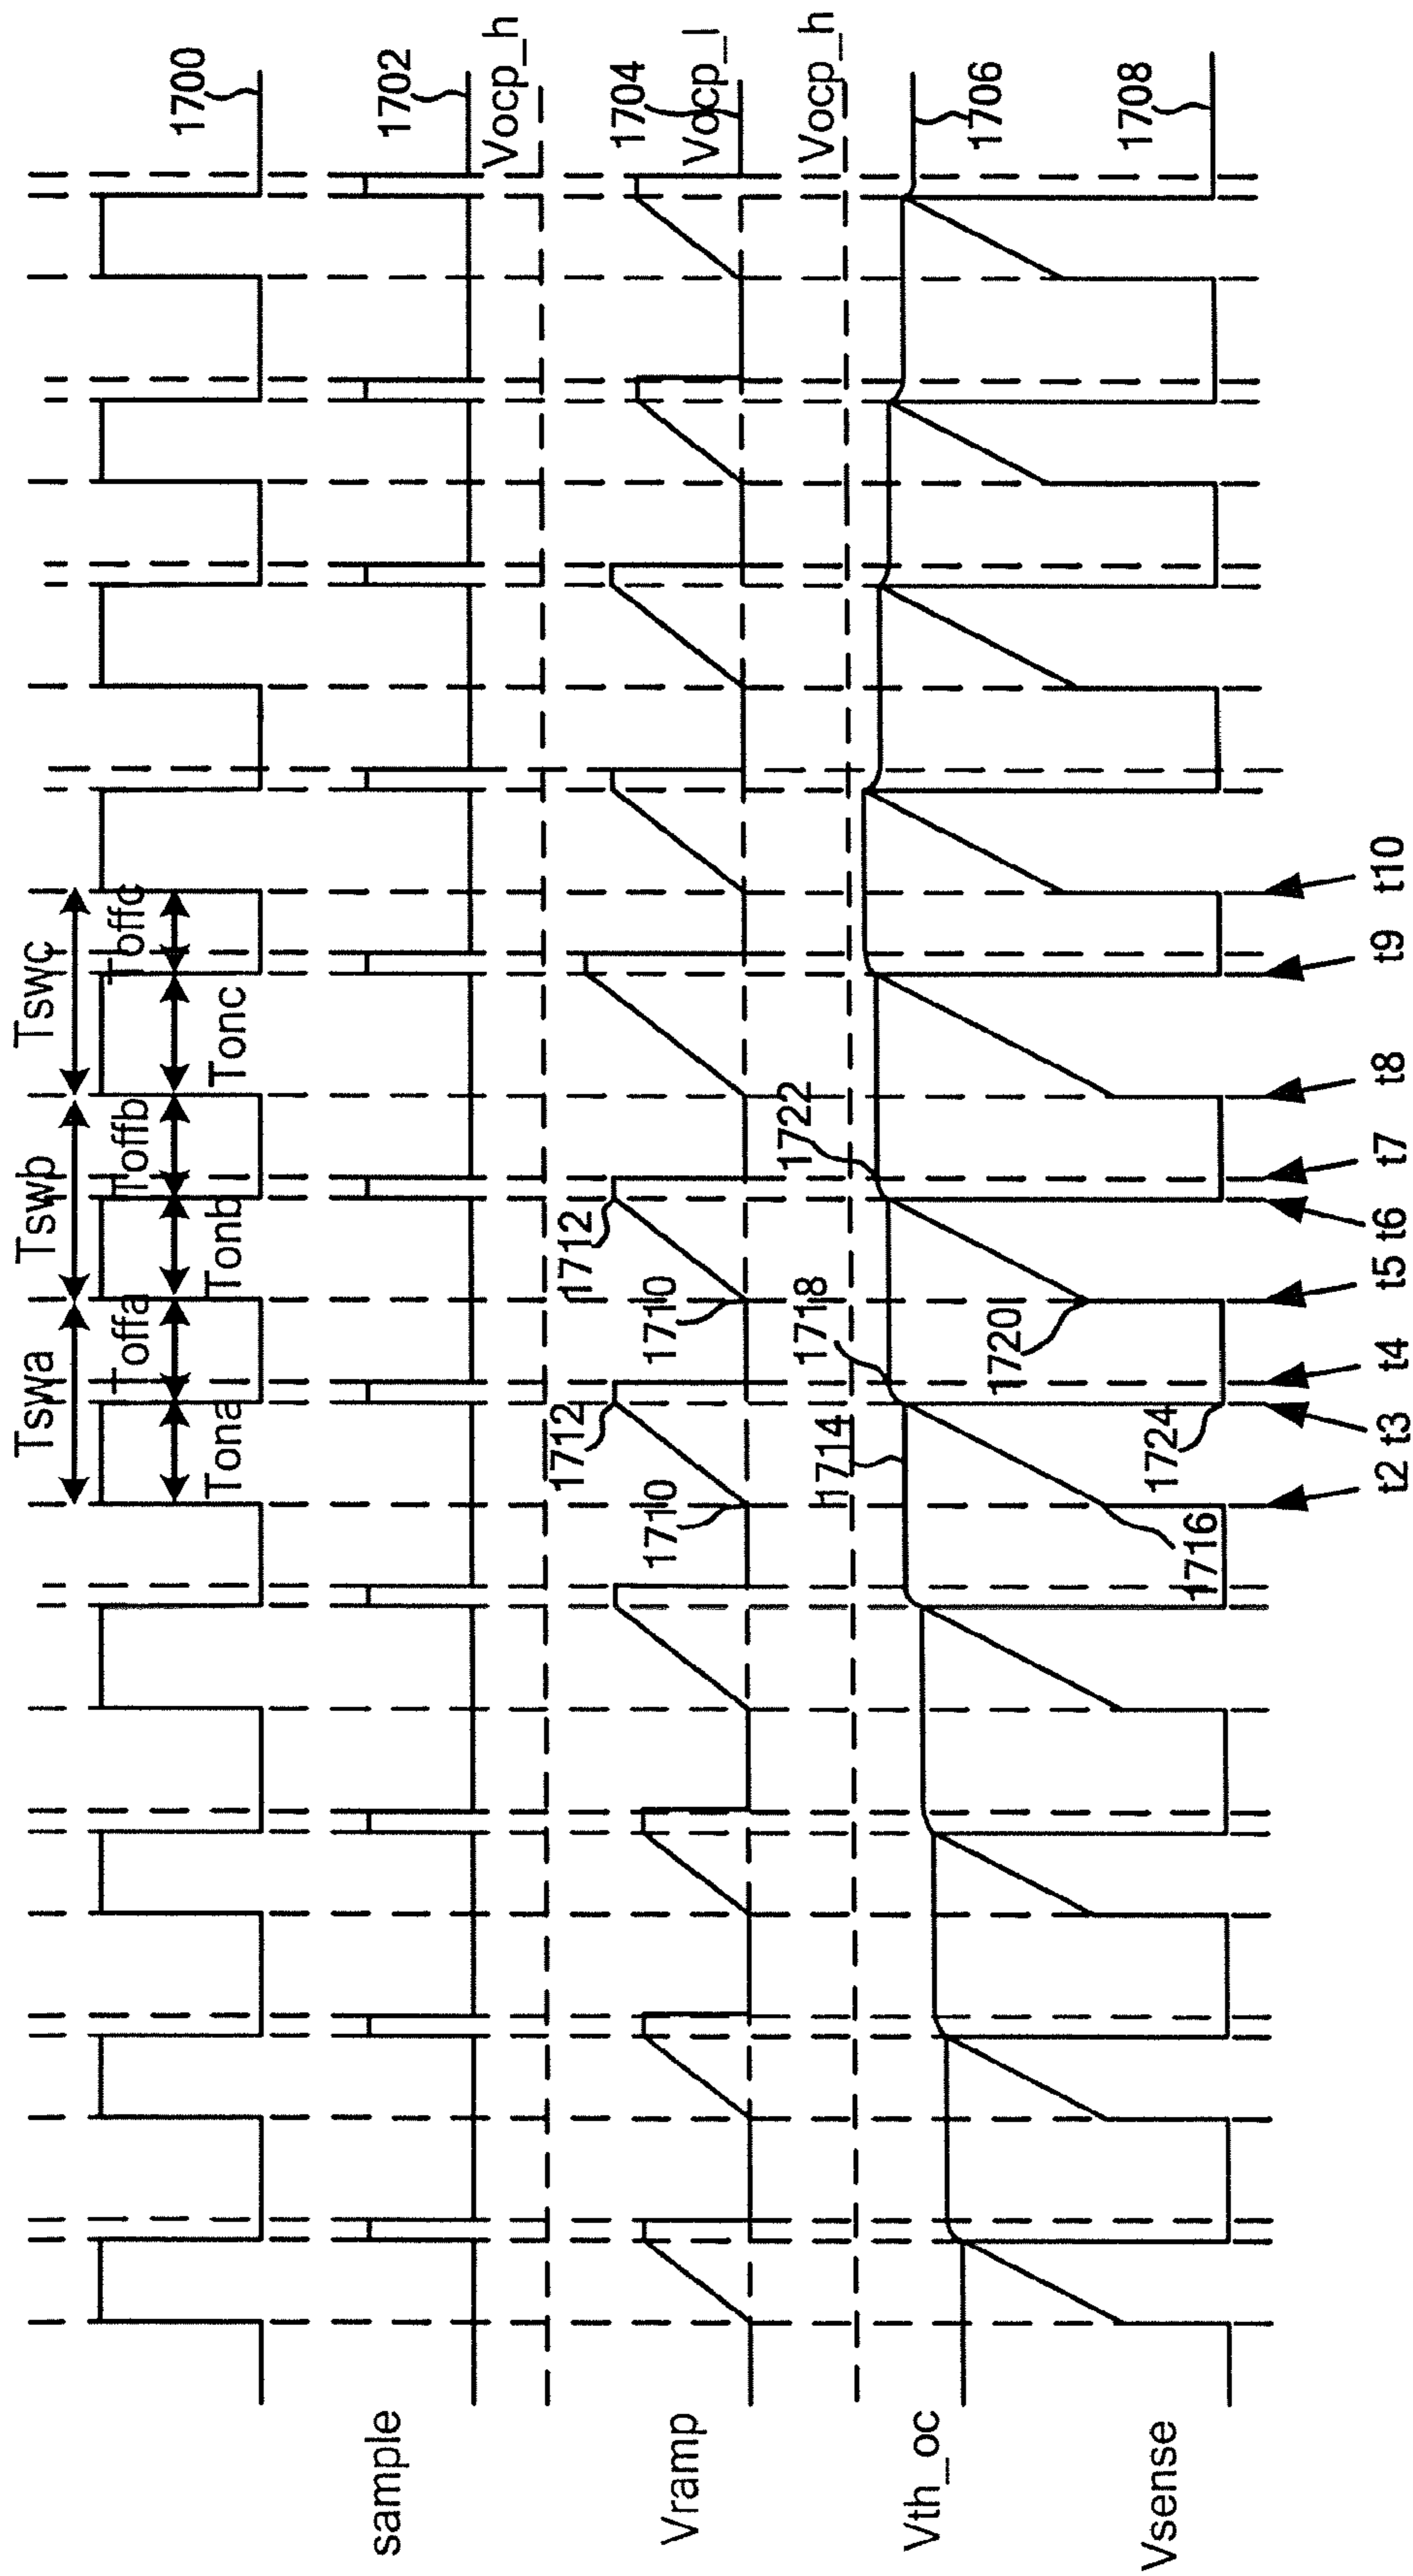 1700
1702
Vocp_h
1704
Vocp_l
Vocp_h
1706
1708
Tswa
Tswb
Tswc
Tona
Toffa
Tonb
Toffb
Tonc
Toffc
sample
Vramp
1710
1712
1710
1712
Vth_oc
1714
1718
1722
Vsense
1716
1724
1720
t2
t3
t4
t5
t6
t7
t8
t9
t10